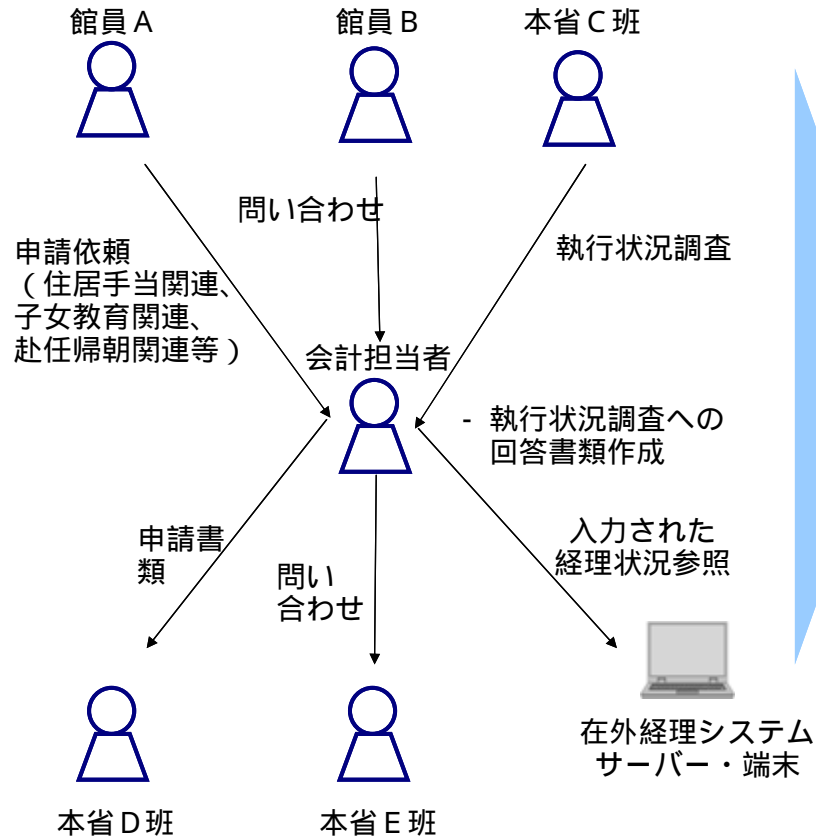 館員A
館員B
本省C班
問い合わせ
申請依頼
（住居手当関連、
子女教育関連、
赴任帰朝関連等）
執行状況調査
会計担当者
- 執行状況調査への
回答書類作成
申請書
類
問い
合わせ
入力された
経理状況参照
在外経理システム
サーバー・端末
本省D班
本省E班